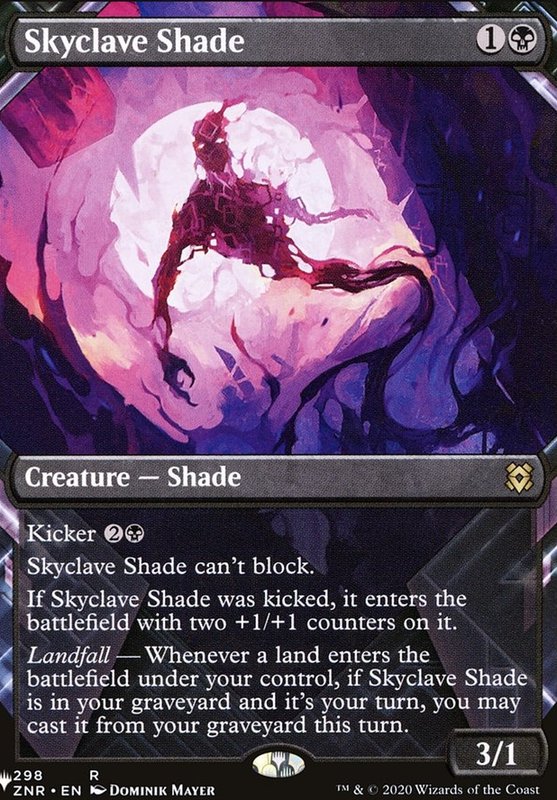 Skyclave Shade 1
Creature — Shade
Kicker 2
Skyclave Shade can't block.
If Skyclave Shade was kicked, it enters the
battlefield with two +1/+1 counters on it.
Landfall — Whenever a land enters the
battlefield under your control, if Skyclave Shade
is in your graveyard and it's your turn, you may
cast it from your graveyard this turn.
3/1
298 R
ZNR • EN Dominik Mayer
™ & © 2020 Wizards of the Coast